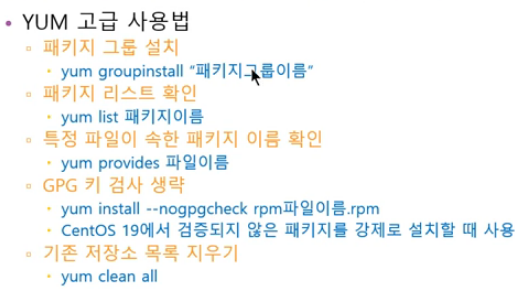 • YUM 고급 사용법
▫ 패키지 그룹 설치
• yum groupinstall “패키지그룹이름”
▫ 패키지 리스트 확인
• yum list 패키지이름
▫ 특정 파일이 속한 패키지 이름 확인
• yum provides 파일이름
▫ GPG 키 검사 생략
• yum install --nogpgcheck rpm파일이름.rpm
• CentOS 19에서 검증되지 않은 패키지를 강제로 설치할 때 사용
▫ 기존 저장소 목록 지우기
• yum clean all